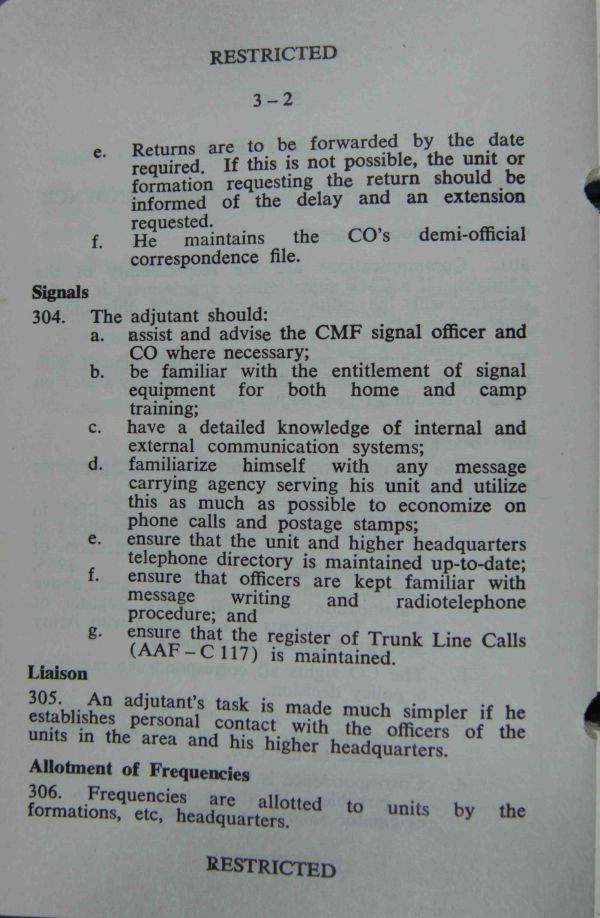 RESTRICTED
3 – 2
e. Returns are to be forwarded by the date
required. If this is not possible, the unit or
formation requesting the return should be
informed of the delay and an extension
requested.
f. He maintains the CO's demi-official
correspondence file.
Signals
304. The adjutant should:
a. assist and advise the CMF signal officer and
CO where necessary;
b. be familiar with the entitlement of signal
equipment for both home and camp
training;
c. have a detailed knowledge of internal and
external communication systems;
d. familiarize himself with any message
carrying agency serving his unit and utilize
this as much as possible to economize on
phone calls and postage stamps;
e. ensure that the unit and higher headquarters
telephone directory is maintained up-to-date;
f. ensure that officers are kept familiar with
message writing and radiotelephone
procedure; and
g. ensure that the register of Trunk Line Calls
(AAF – C 117) is maintained.
Liaison
305. An adjutant's task is made much simpler if he
establishes personal contact with the officers of the
units in the area and his higher headquarters.
Allotment of Frequencies
306. Frequencies are allotted to units by the
formations, etc, headquarters.
RESTRICTED